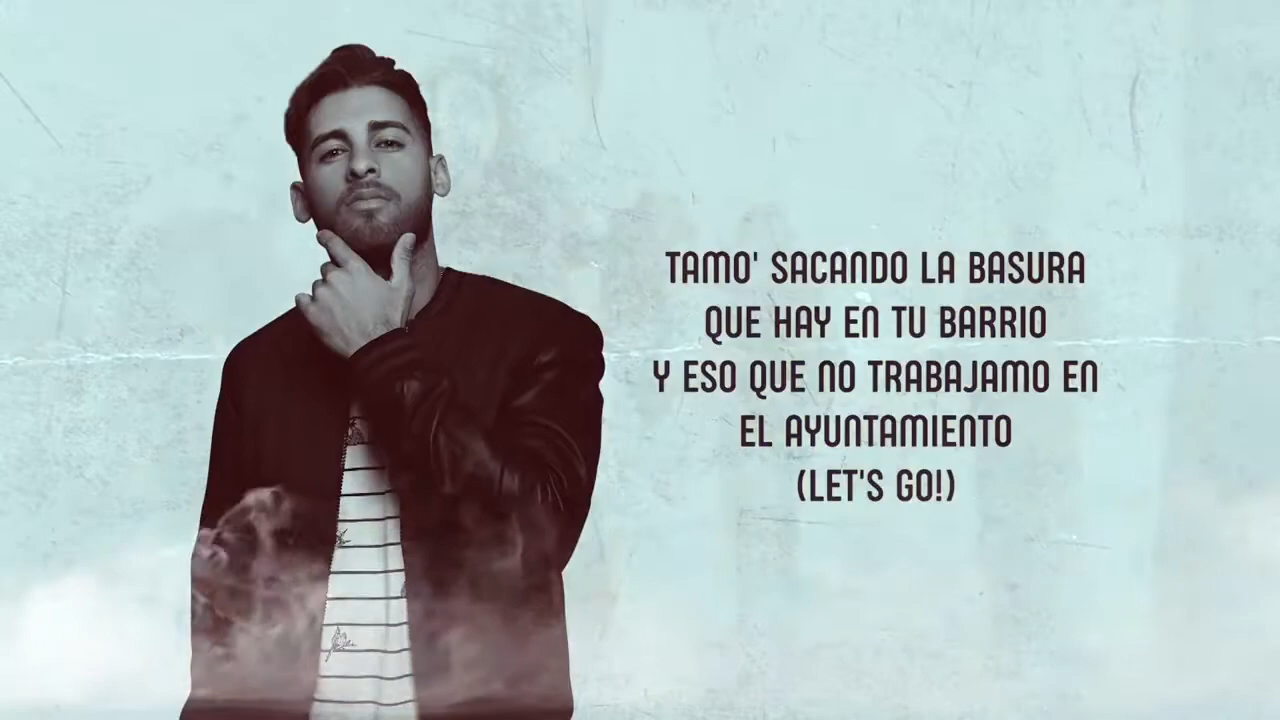 TAMO' SACANDO LA BASURA
QUE HAY EN TU BARRIO
Y ESO QUE NO TRABAJAMO EN
EL AYUNTAMIENTO
(LET'S GO!)